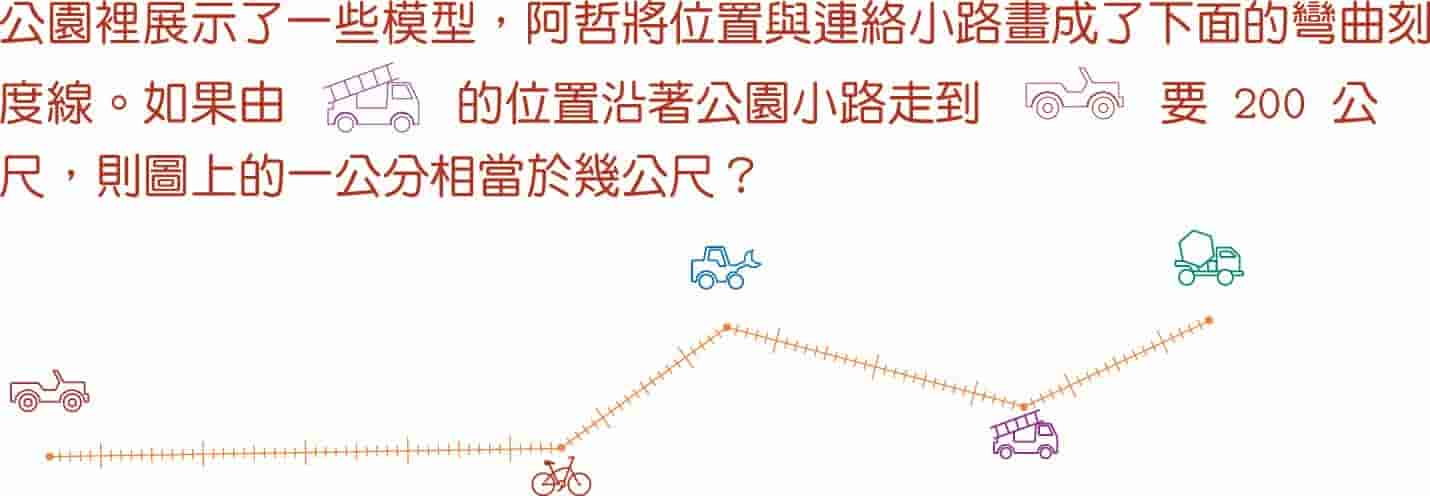 公園裡展示了一些模型，阿哲將位置與連絡小路畫成了下面的彎曲刻
度線。如果由 的位置沿著公園小路走到 要 200 公
尺，則圖上的一公分相當於幾公尺？